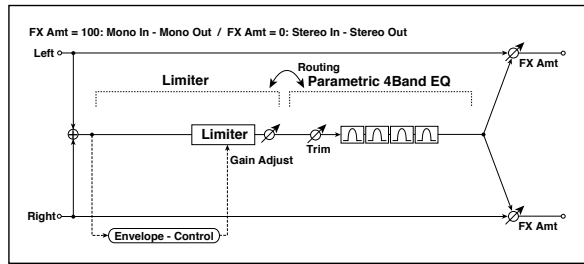 FX Amt = 100: Mono In - Mono Out / FX Amt = 0: Stereo In - Stereo Out
Left
FX Amt
Routing
Limiter
Parametric 4Band EQ
Limiter
Gain Adjust
Trim
Right
FX Amt
Envelope - Control